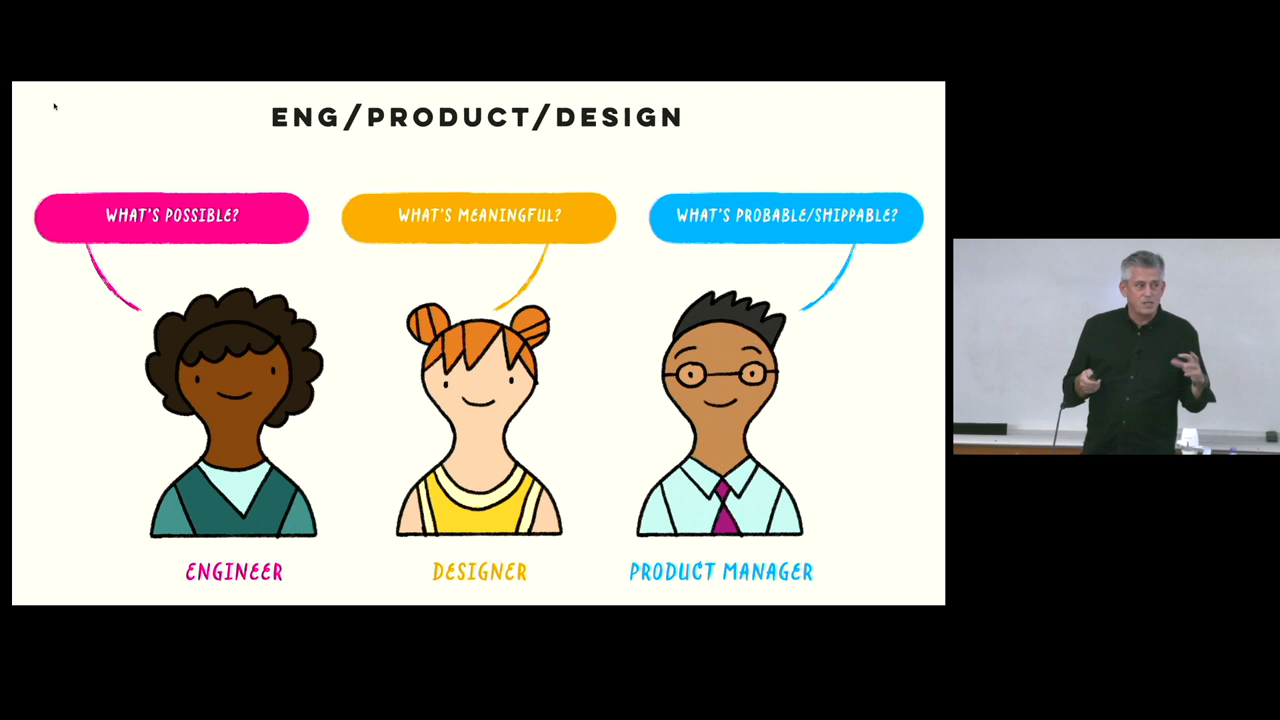 ENG/PRODUCT/DESIGN
WHAT'S POSSIBLE?
WHAT'S MEANINGFUL?
WHAT'S PROBABLE/SHIPPABLE?
ENGINEER
DESIGNER
PRODUCT MANAGER